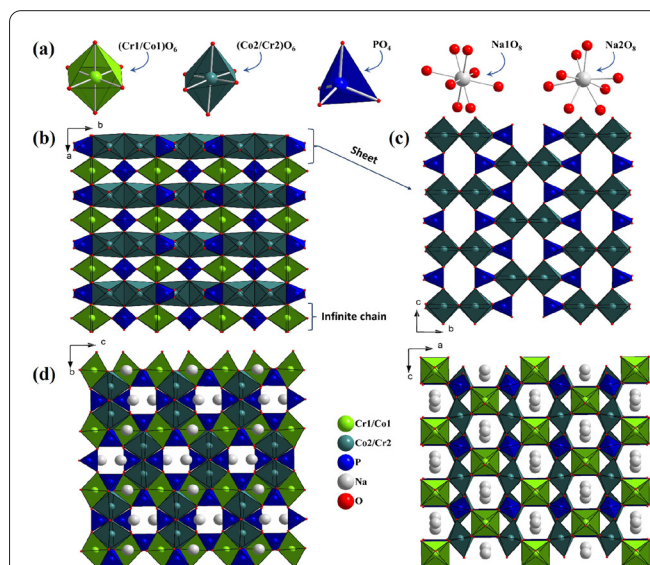 (a)
(Cr1/Co1)O6
(Co2/Cr2)O6
PO4
Na1O8
Na2O8
(b)
b
a
Sheet
(c)
Infinite chain
c
b
(d)
c
b
a
c
Cr1/Co1
Co2/Cr2
P
Na
O